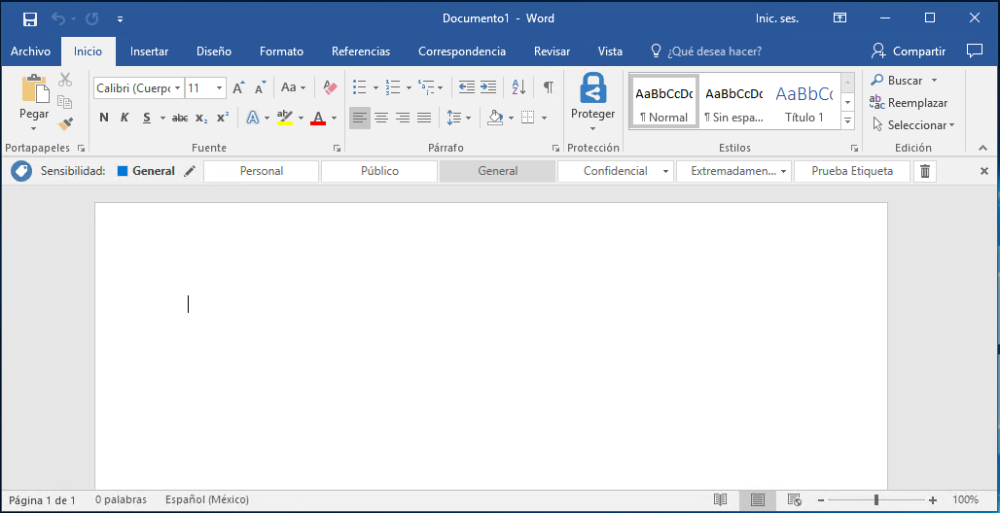 Documento1 - Word
Inic. ses.
Archivo Inicio Insertar Diseño Formato Referencias Correspondencia Revisar Vista ¿Qué desea hacer? Compartir
Pegar
Portapapeles
Calibri (Cuerpo 11 Aa
N K S abc x₂ x² A ab A
Fuente
Párrafo
Proteger
Protección
AaBbCcDc AaBbCcDc AaBbCc
¶ Normal ¶ Sin espa... Título 1
Estilos
Buscar
Reemplazar
Seleccionar
Edición
Sensibilidad: General Personal Público General Confidencial Extremadamen... Prueba Etiqueta
Página 1 de 1 0 palabras Español (México) 100%